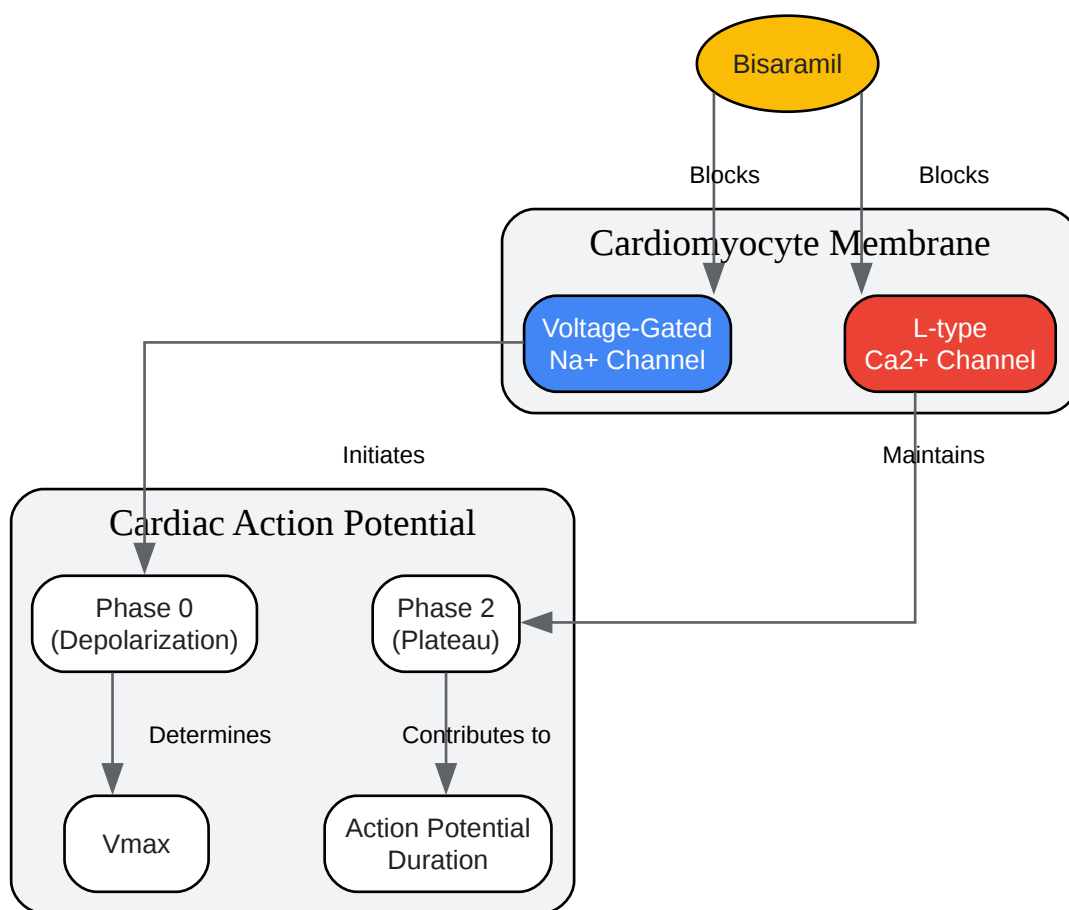 Bisaramil
Blocks
Blocks
Cardiomyocyte Membrane
Voltage-Gated
Na+ Channel
L-type
Ca2+ Channel
Initiates
Maintains
Cardiac Action Potential
Phase 0
(Depolarization)
Phase 2
(Plateau)
Determines
Contributes to
Vmax
Action Potential
Duration